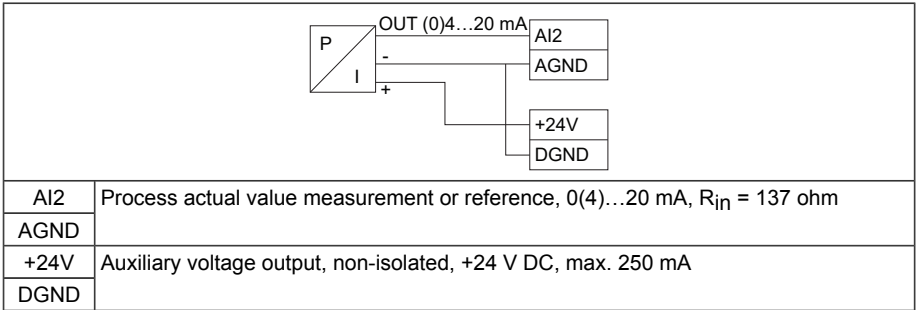 OUT (0)4…20 mA
P
I
-
+
AI2
AGND
+24V
DGND
AI2 Process actual value measurement or reference, 0(4)…20 mA, Rin = 137 ohm
AGND
+24V Auxiliary voltage output, non-isolated, +24 V DC, max. 250 mA
DGND